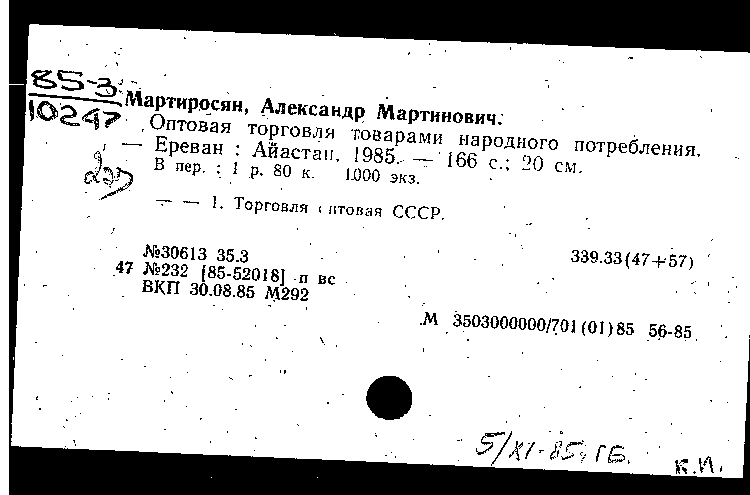 85-3
10247
Мартиросян, Александр Мартинович.
Оптовая торговля товарами народного потребления.
— Ереван : Айастан, 1985. — 166 с.; 20 см.
В пер. : 1 р. 80 к. 1000 экз.
— — 1. Торговля оптовая СССР.
№30613 35.3 339.33(47+57)
47 №232 [85-52018] п вс
ВКП 30.08.85 М292
М 3503000000/701(01)85 56-85
5/XI-85, ГБ. К.И.